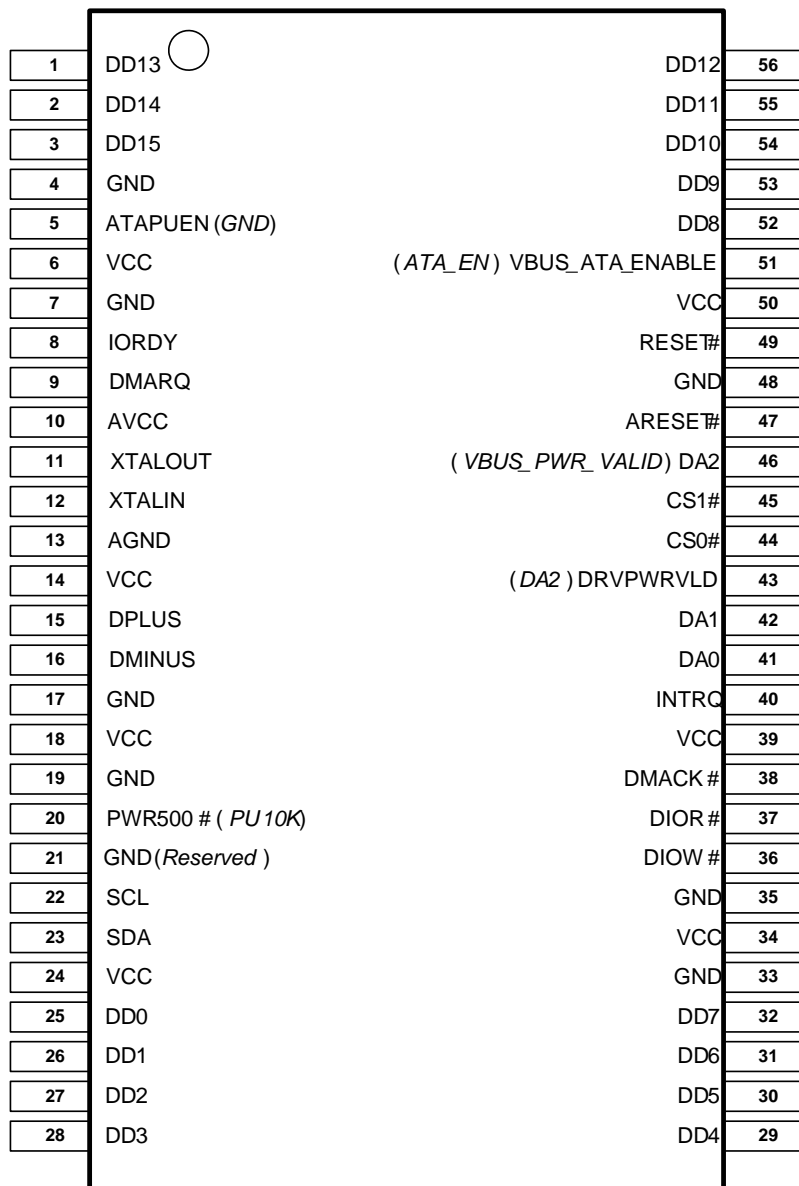 1 DD13 DD12 56
2 DD14 DD11 55
3 DD15 DD10 54
4 GND DD9 53
5 ATAPUEN (GND) DD8 52
6 VCC (ATA_EN) VBUS_ATA_ENABLE 51
7 GND VCC 50
8 IORDY RESET# 49
9 DMARQ GND 48
10 AVCC ARESET# 47
11 XTALOUT (VBUS_PWR_VALID) DA2 46
12 XTALIN CS1# 45
13 AGND CS0# 44
14 VCC (DA2) DRVPWRVLD 43
15 DPLUS DA1 42
16 DMINUS DA0 41
17 GND INTRQ 40
18 VCC VCC 39
19 GND DMACK # 38
20 PWR500 # (PU10K) DIOR # 37
21 GND (Reserved) DIOW # 36
22 SCL GND 35
23 SDA VCC 34
24 VCC GND 33
25 DD0 DD7 32
26 DD1 DD6 31
27 DD2 DD5 30
28 DD3 DD4 29